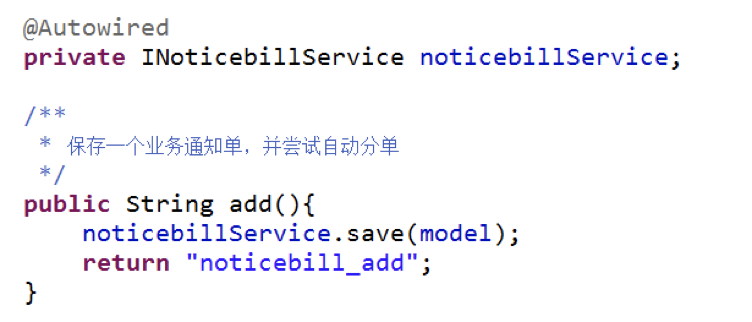 @Autowired
private INoticebillService noticebillService;
/**
* 保存一个业务通知单，并尝试自动分单
*/
public String add(){
noticebillService.save(model);
return "noticebill_add";
}